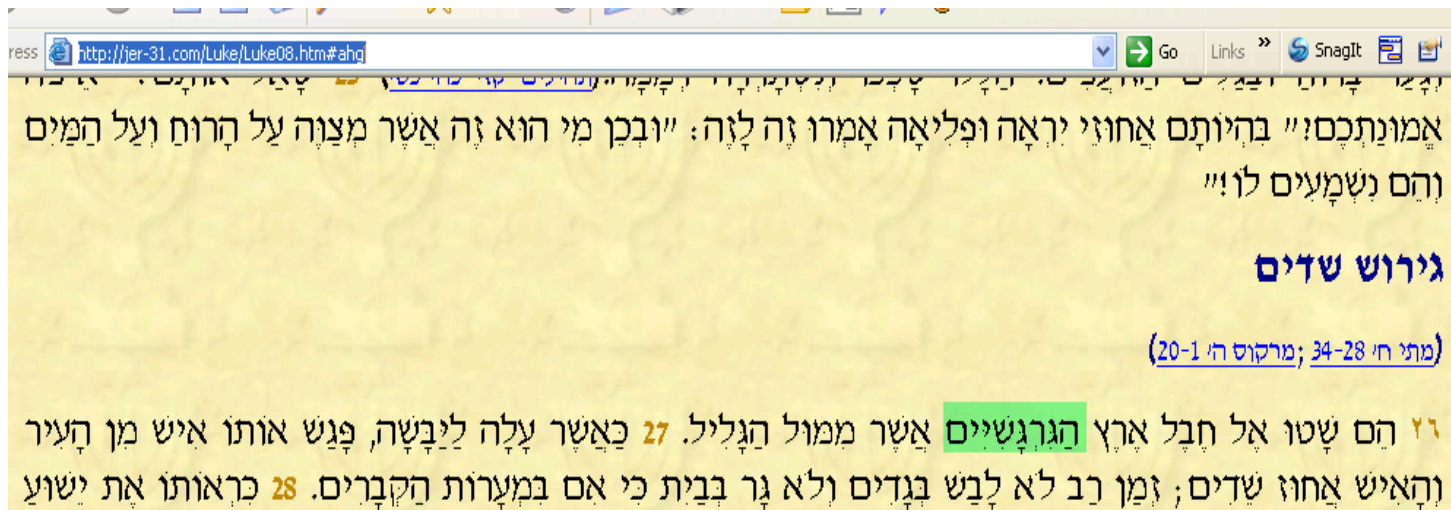 ress http://jer-31.com/Luke/Luke08.htm#ahg Go Links » SnagIt
אֱמוּנַתְכֶם?״ בִּהְיוֹתָם אֲחוּזֵי יִרְאָה וּפְלִיאָה אָמְרוּ זֶה לָזֶה: ״וּבְכֵן מִי הוּא זֶה אֲשֶׁר מְצַוֶּה עַל הָרוּחַ וְעַל הַמַּיִם
וְהֵם נִשְׁמָעִים לוֹ?״
גירוש שדים
(מתי ח׳ 34-28; מרקוס ה׳ 20-1)
הֵם שָׁטוּ אֶל חֶבֶל אֶרֶץ הַגִּרְגָּשִׁיִּים אֲשֶׁר מִמּוּל הַגָּלִיל. 27 כַּאֲשֶׁר עָלָה לַיַּבָּשָׁה, פָּגַשׁ אוֹתוֹ אִישׁ מִן הָעִיר
וְהָאִישׁ אֲחוּז שֵׁדִים; זְמַן רַב לֹא לָבַשׁ בְּגָדִים וְלֹא גָּר בְּבַיִת כִּי אִם בִּמְעָרוֹת הַקְּבָרִים. 28 כִּרְאוֹתוֹ אֶת יֵשׁוּעַ